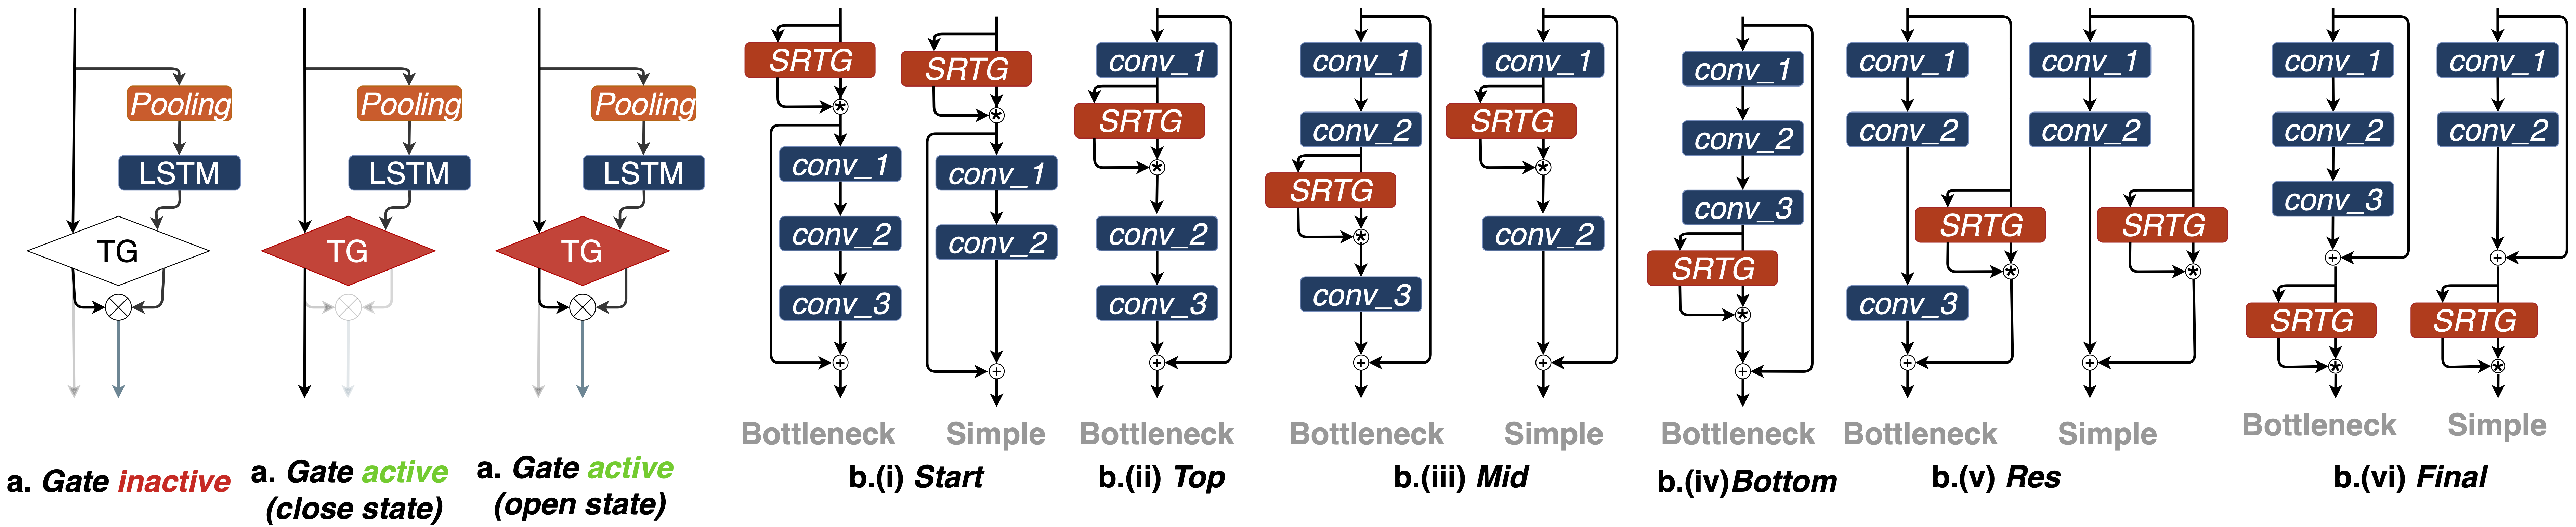 Pooling
LSTM
TG
a. Gate inactive
Pooling
LSTM
TG
a. Gate active
(close state)
Pooling
LSTM
TG
a. Gate active
(open state)
SRTG
*
conv_1
conv_2
conv_3
+
Bottleneck
SRTG
*
conv_1
conv_2
+
Simple
b.(i) Start
conv_1
SRTG
*
conv_2
conv_3
+
Bottleneck
b.(ii) Top
conv_1
conv_2
SRTG
*
conv_3
+
Bottleneck
conv_1
SRTG
*
conv_2
+
Simple
b.(iii) Mid
conv_1
conv_2
conv_3
SRTG
*
+
Bottleneck
b.(iv)Bottom
conv_1
conv_2
SRTG
*
conv_3
+
Bottleneck
conv_1
conv_2
SRTG
*
+
Simple
b.(v) Res
conv_1
conv_2
conv_3
+
SRTG
*
Bottleneck
conv_1
conv_2
+
SRTG
*
Simple
b.(vi) Final